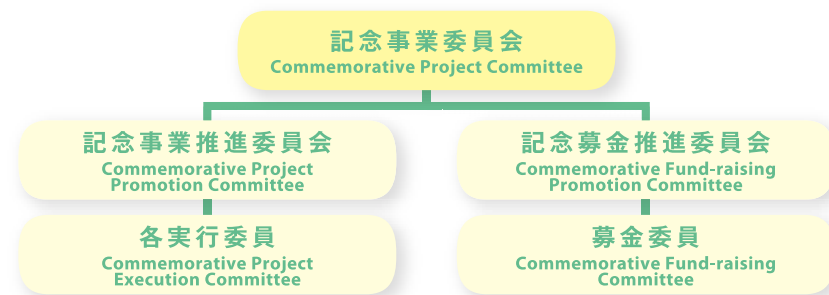 記念事業委員会
Commemorative Project Committee
記念事業推進委員会
Commemorative Project
Promotion Committee
記念募金推進委員会
Commemorative Fund-raising
Promotion Committee
各実行委員
Commemorative Project
Execution Committee
募金委員
Commemorative Fund-raising
Committee